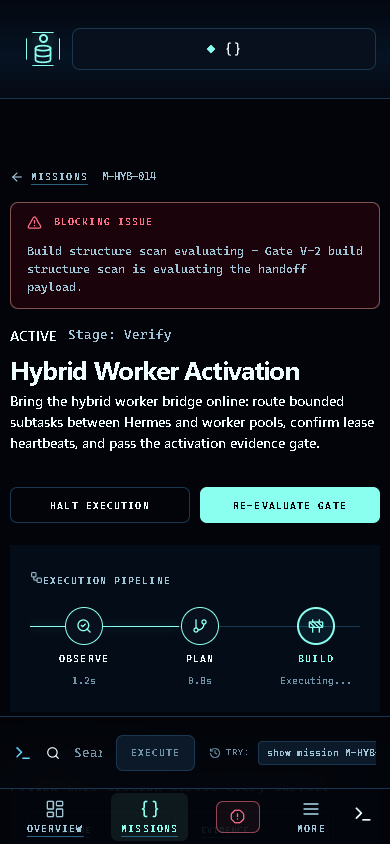 {}
MISSIONS M-HYB-014
BLOCKING ISSUE
Build structure scan evaluating – Gate V-2 build
structure scan is evaluating the handoff
payload.
ACTIVE Stage: Verify
Hybrid Worker Activation
Bring the hybrid worker bridge online: route bounded
subtasks between Hermes and worker pools, confirm lease
heartbeats, and pass the activation evidence gate.
HALT EXECUTION RE-EVALUATE GATE
EXECUTION PIPELINE
OBSERVE PLAN BUILD
1.2s 0.8s Executing...
Sear EXECUTE TRY: show mission M-HYB-
{}
OVERVIEW MISSIONS MORE